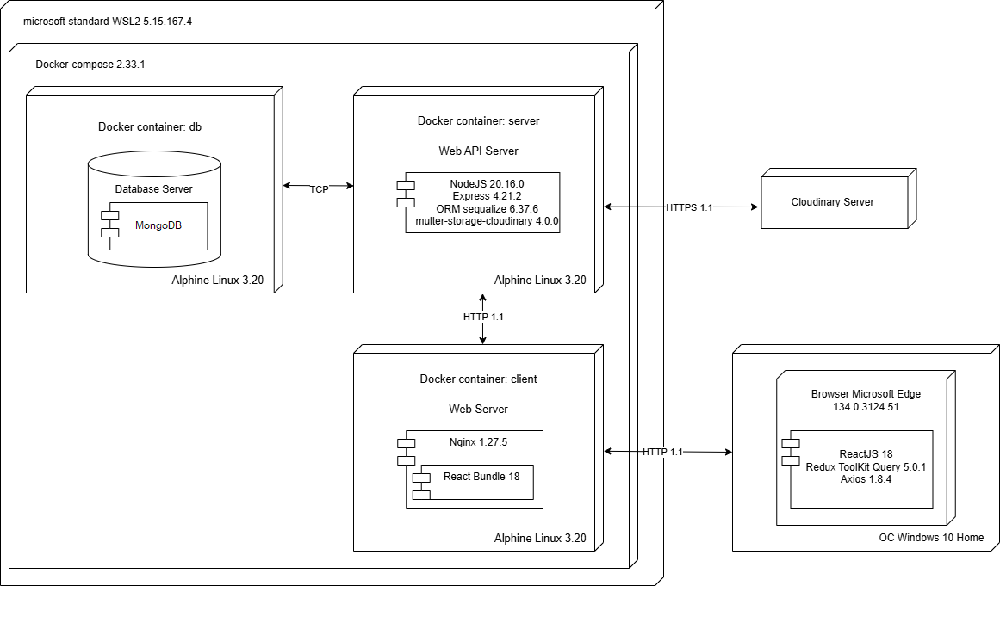 microsoft-standard-WSL2 5.15.167.4
Docker-compose 2.33.1
Docker container: db
Database Server
MongoDB
Alphine Linux 3.20
TCP
Docker container: server
Web API Server
NodeJS 20.16.0
Express 4.21.2
ORM sequalize 6.37.6
multer-storage-cloudinary 4.0.0
Alphine Linux 3.20
HTTPS 1.1
Cloudinary Server
HTTP 1.1
Docker container: client
Web Server
Nginx 1.27.5
React Bundle 18
Alphine Linux 3.20
HTTP 1.1
Browser Microsoft Edge
134.0.3124.51
ReactJS 18
Redux ToolKit Query 5.0.1
Axios 1.8.4
OC Windows 10 Home